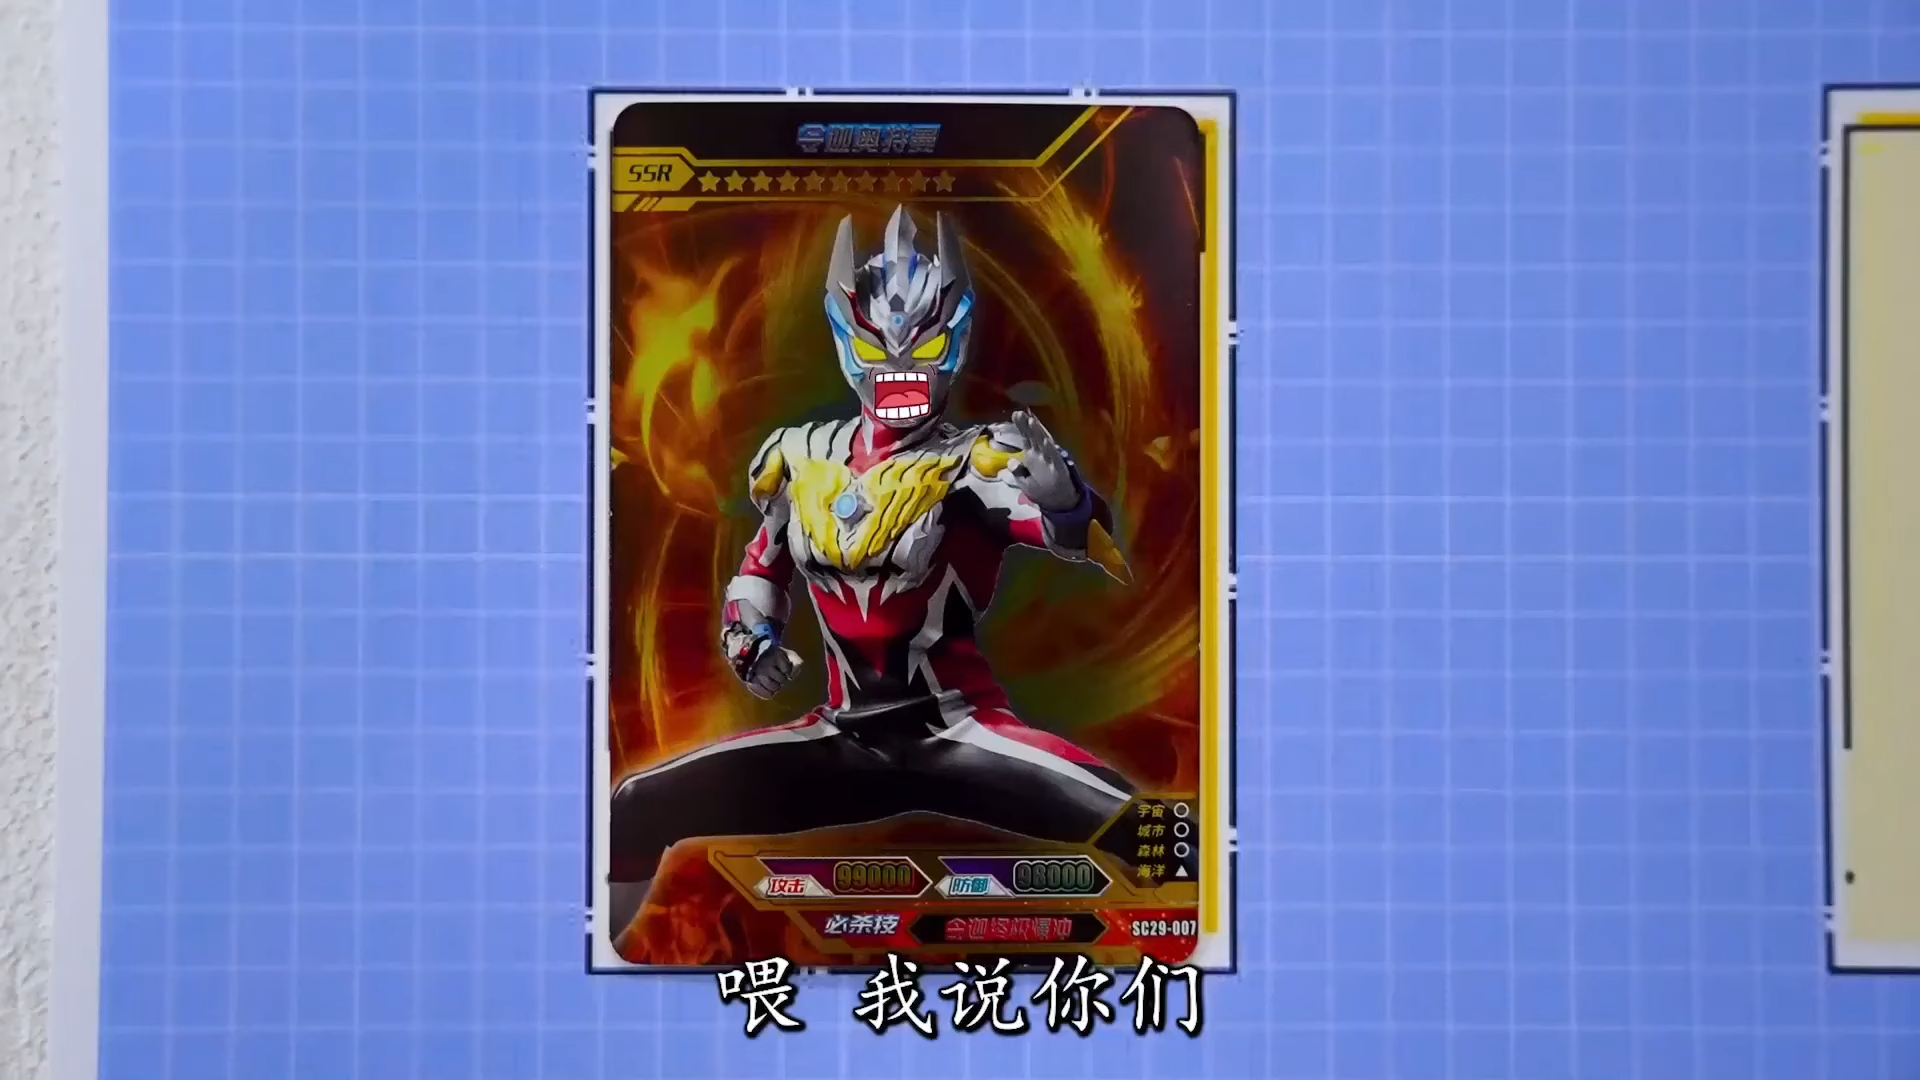 令迦奥特赛
SSR
宇宙
城市
森林
海洋
攻击 99000 防御 98000
必杀技 令迦终极爆冲
SC29-007
喂 我说你们